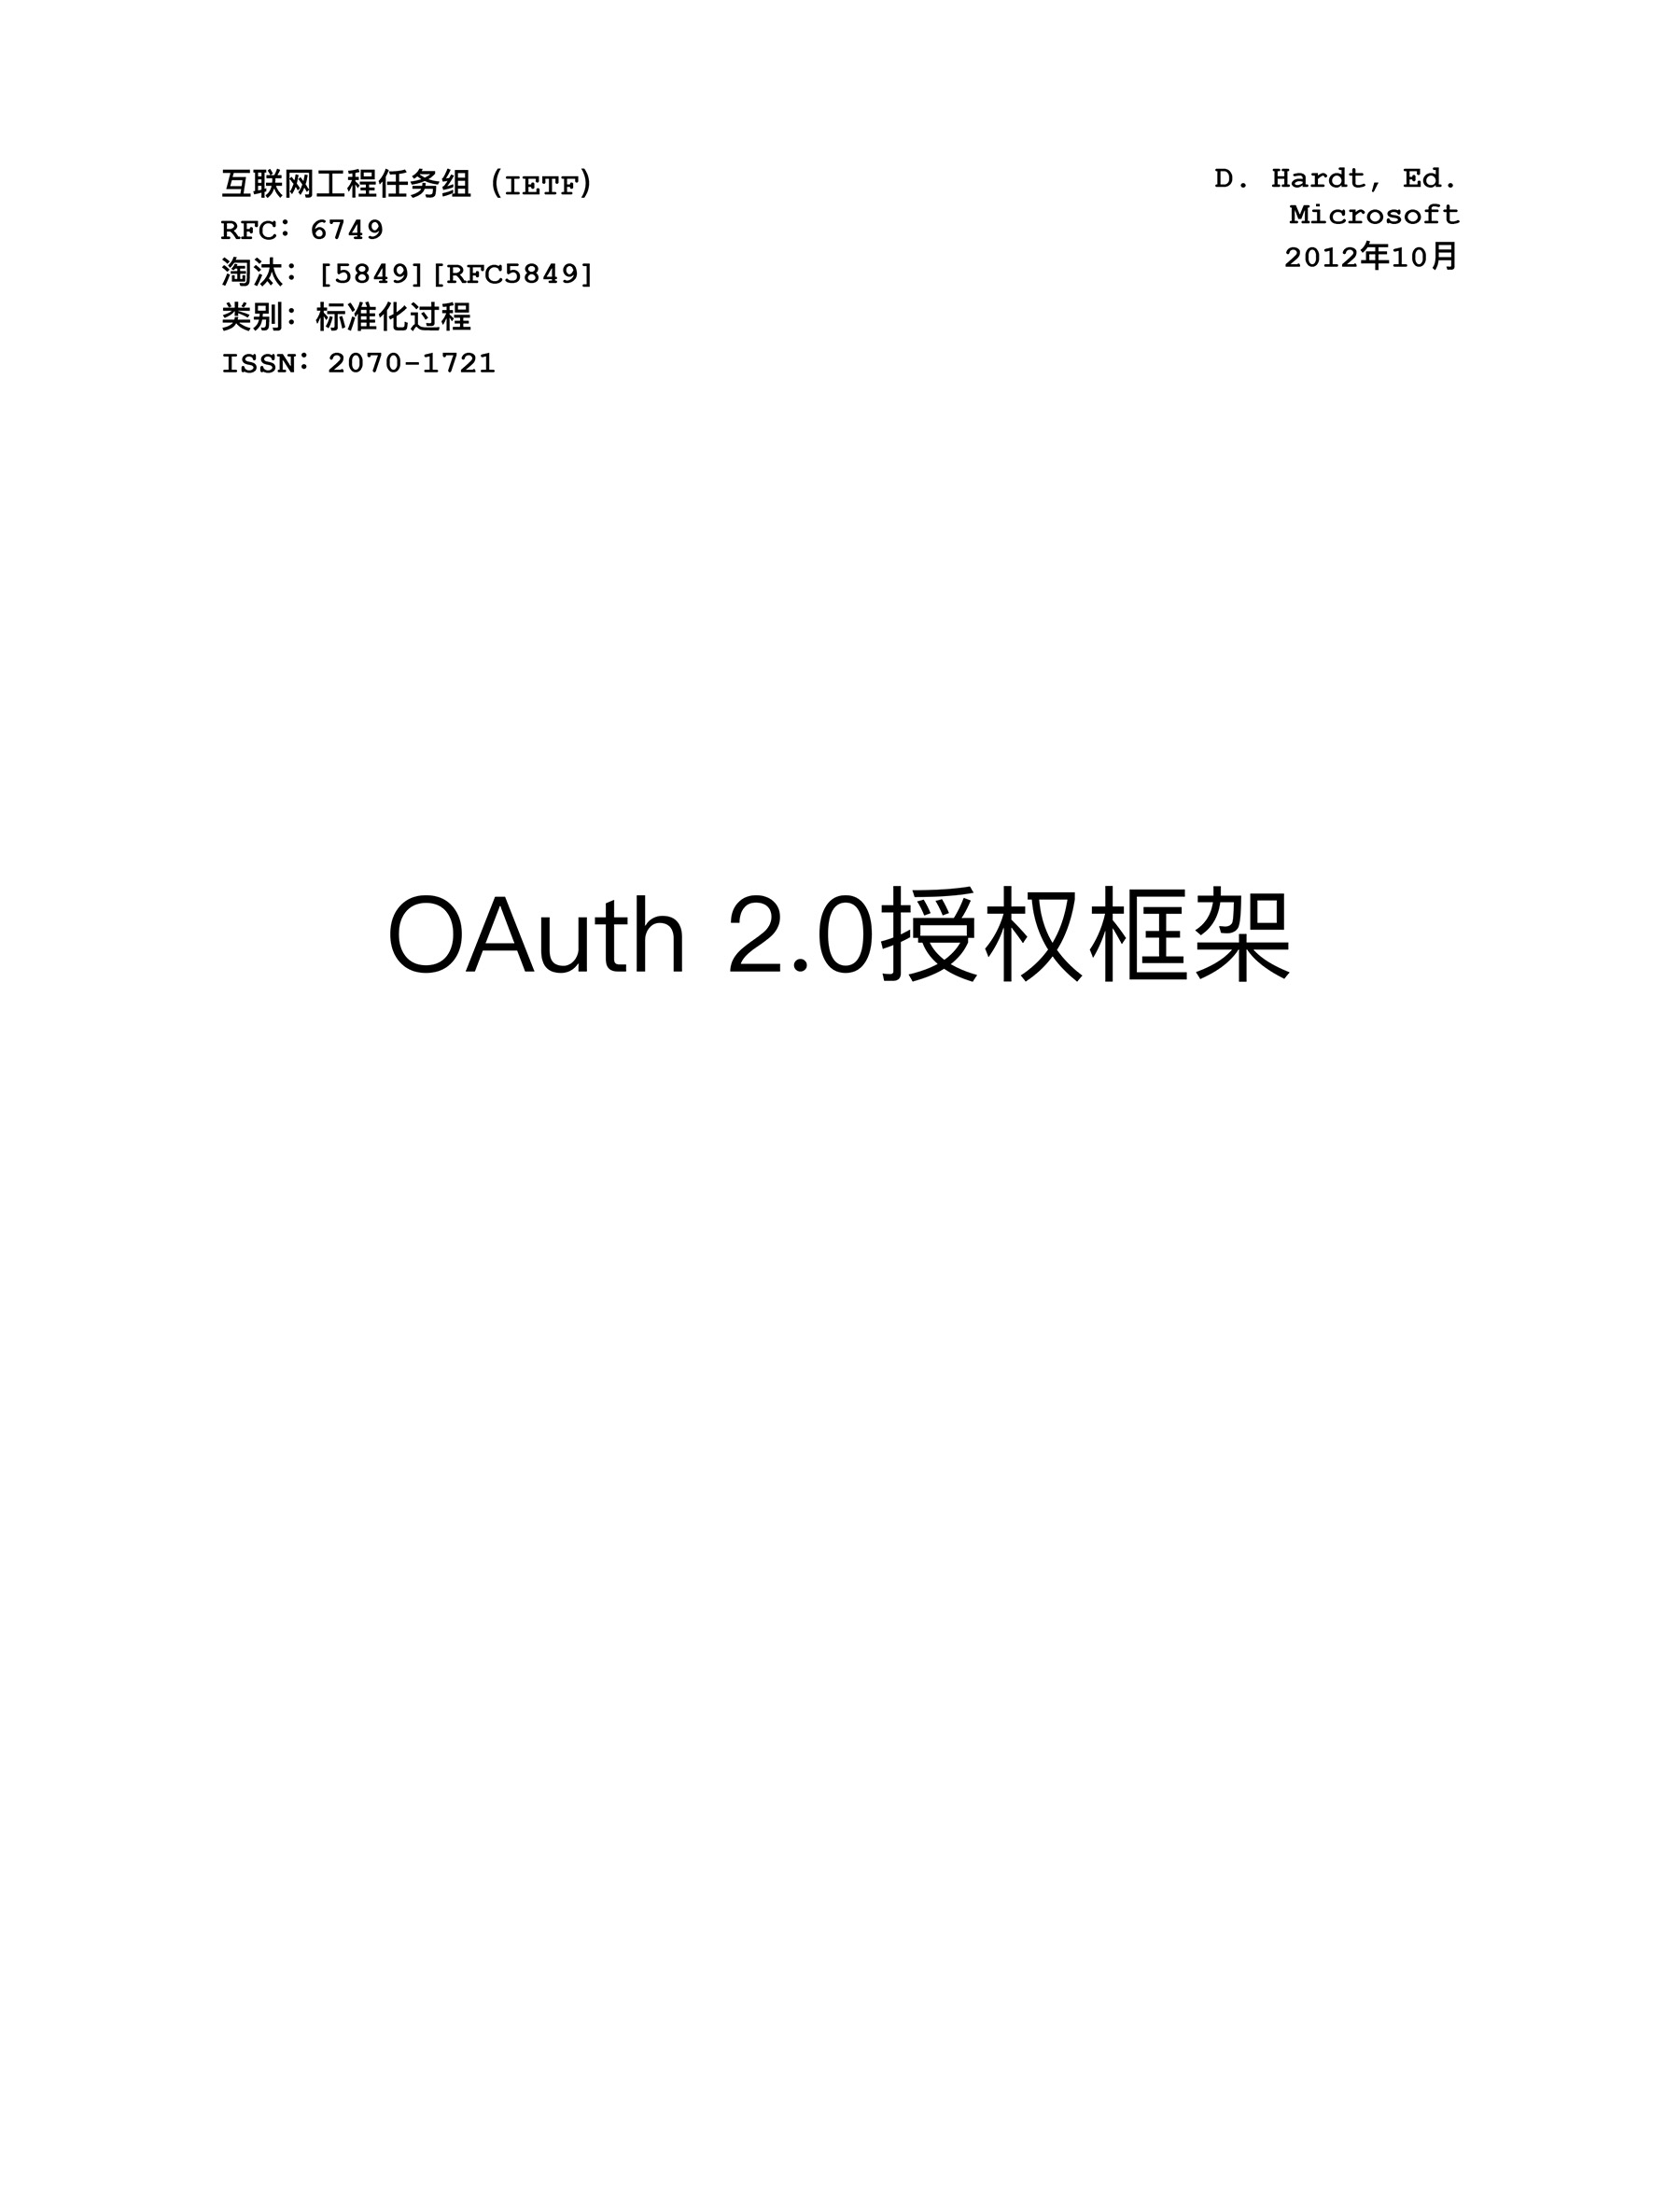 互联网工程任务组 (IETF)
RFC: 6749
淘汰: [5849][RFC5849]
类别: 标准化过程
ISSN: 2070-1721
D. Hardt, Ed.
Microsoft
2012年10月
OAuth 2.0授权框架